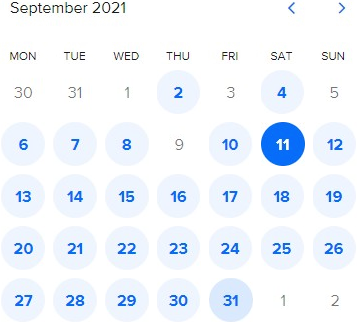 September 2021 < >
MON TUE WED THU FRI SAT SUN
30 31 1 2 3 4 5
6 7 8 9 10 11 12
13 14 15 16 17 18 19
20 21 22 23 24 25 26
27 28 29 30 31 1 2